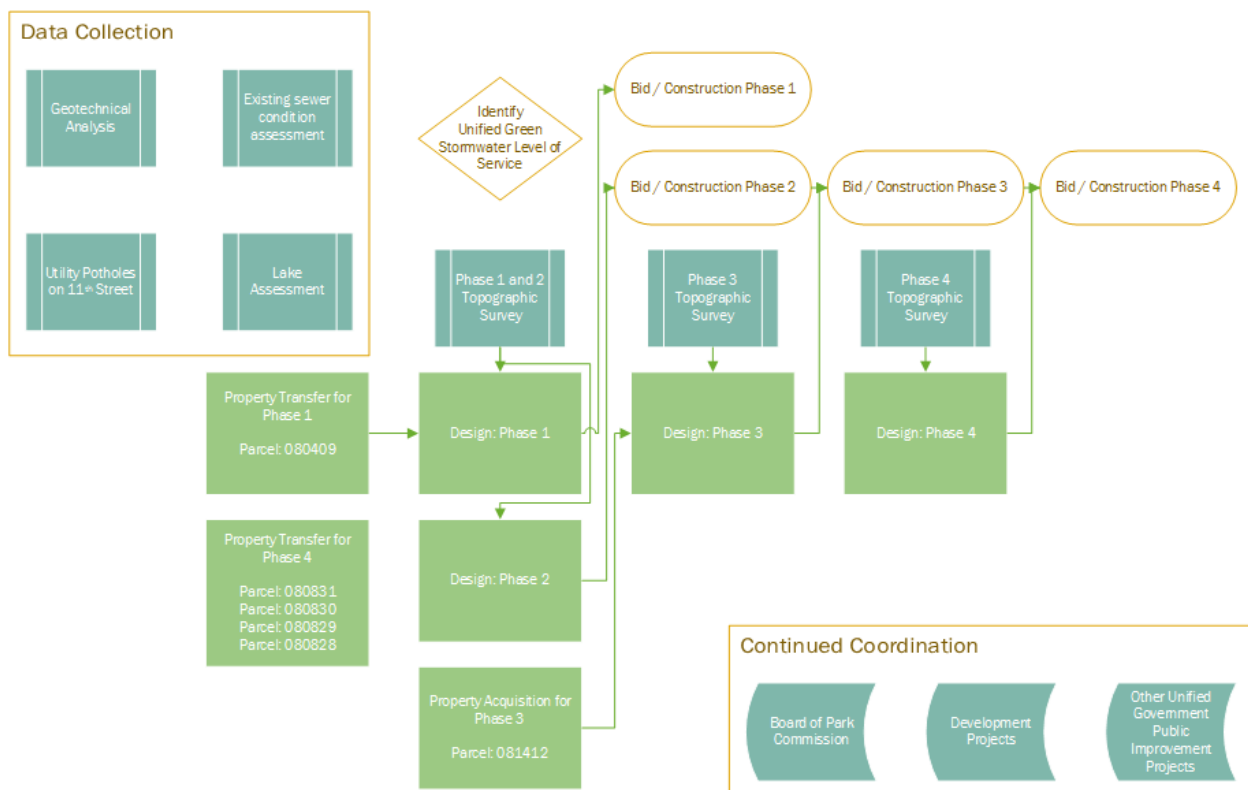 Data Collection
Geotechnical
Analysis
Existing sewer
condition
assessment
Utility Potholes
on 11th Street
Lake
Assessment
Identify
Unified Green
Stormwater Level of
Service
Bid / Construction Phase 1
Bid / Construction Phase 2
Bid / Construction Phase 3
Bid / Construction Phase 4
Phase 1 and 2
Topographic
Survey
Phase 3
Topographic
Survey
Phase 4
Topographic
Survey
Property Transfer for
Phase 1
Parcel: 080409
Design: Phase 1
Design: Phase 3
Design: Phase 4
Property Transfer for
Phase 4
Parcel: 080831
Parcel: 080830
Parcel: 080829
Parcel: 080828
Design: Phase 2
Property Acquisition for
Phase 3
Parcel: 081412
Continued Coordination
Board of Park
Commission
Development
Projects
Other Unified
Government
Public
Improvement
Projects